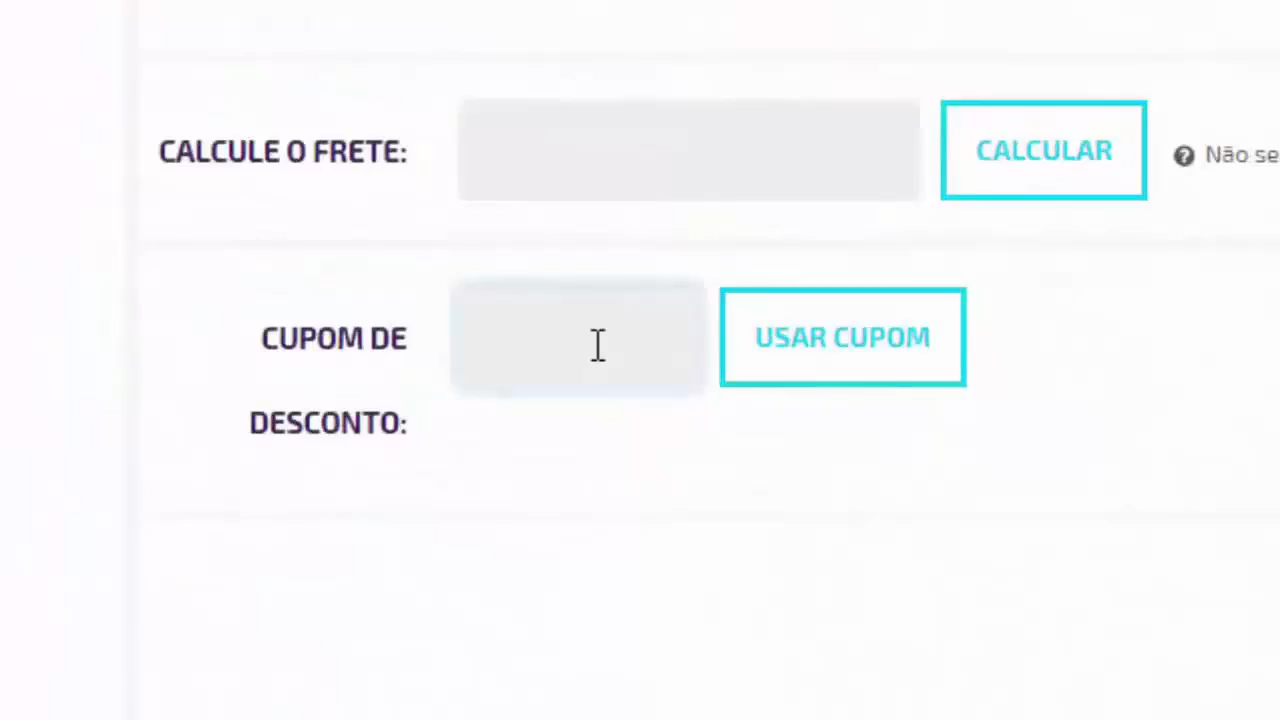 CALCULE O FRETE:
CALCULAR
Não se
CUPOM DE
USAR CUPOM
DESCONTO: